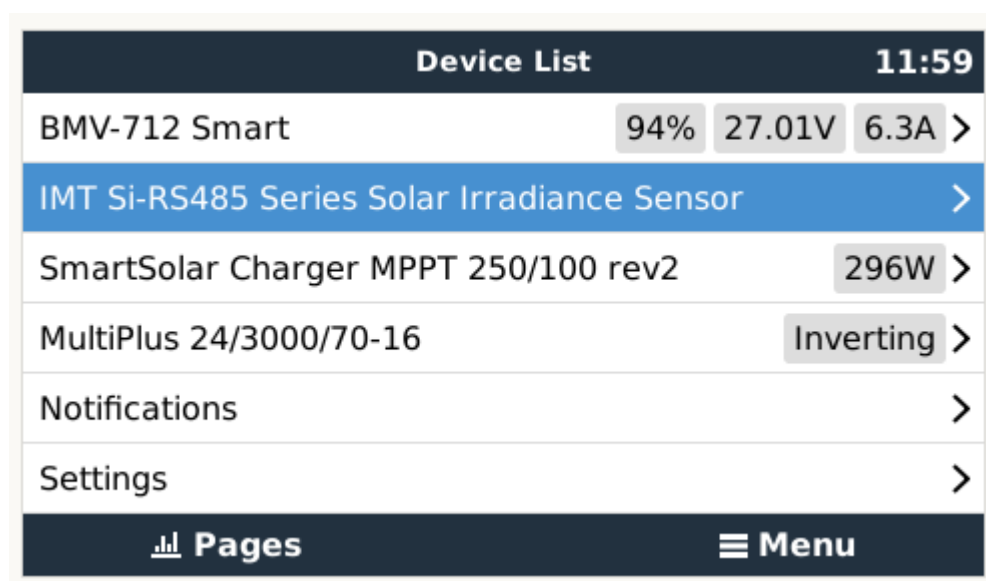 Device List 11:59
BMV-712 Smart 94% 27.01V 6.3A
IMT Si-RS485 Series Solar Irradiance Sensor
SmartSolar Charger MPPT 250/100 rev2 296W
MultiPlus 24/3000/70-16 Inverting
Notifications
Settings
Pages Menu